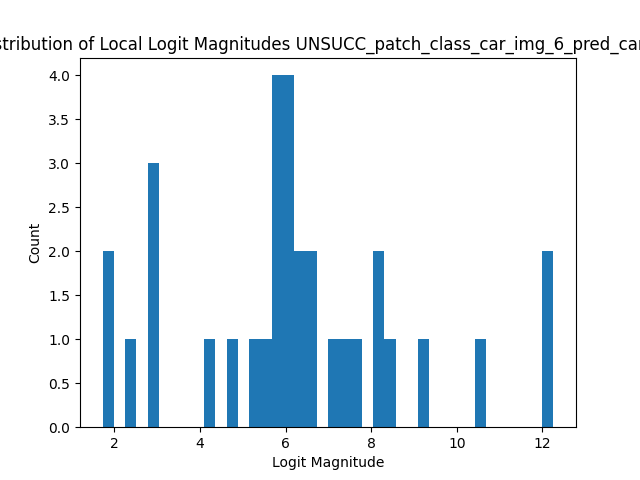 stribution of Local Logit Magnitudes UNSUCC_patch_class_car_img_6_pred_car
4.0
3.5
3.0
2.5
2.0
1.5
1.0
0.5
0.0
Count
2 4 6 8 10 12
Logit Magnitude